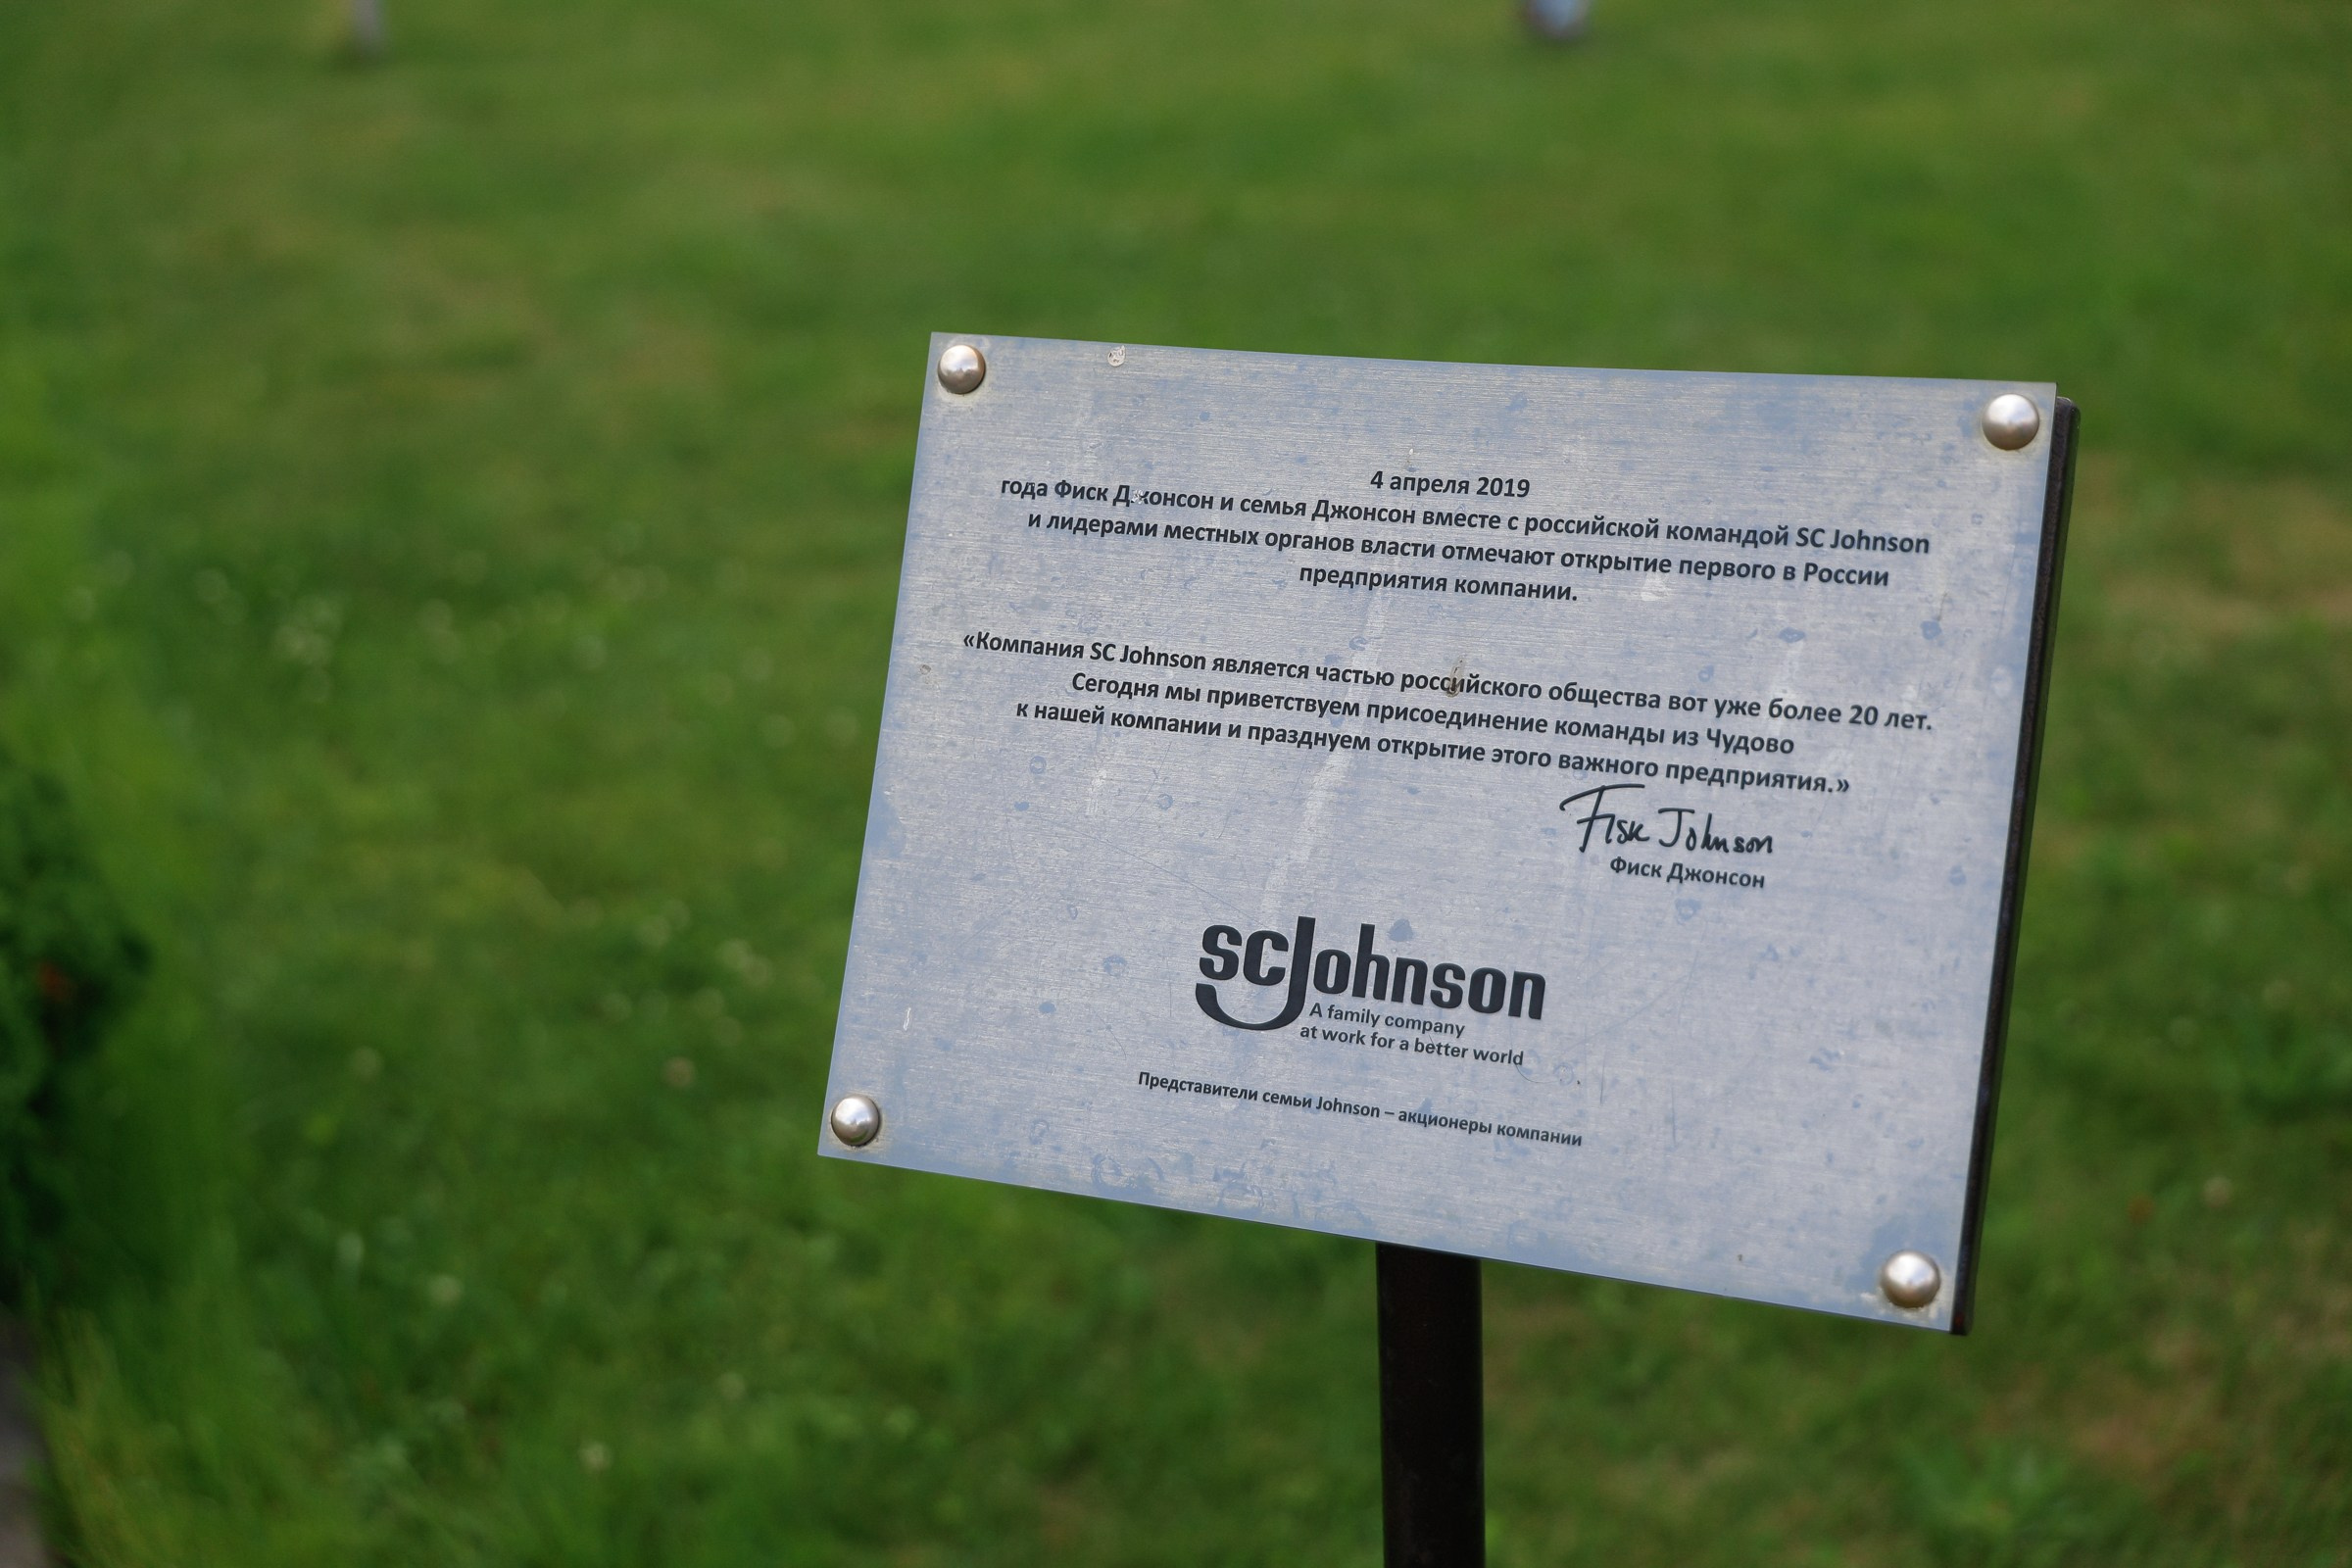 4 апреля 2019
года Фиск Джонсон и семья Джонсон вместе с российской командой SC Johnson
и лидерами местных органов власти отмечают открытие первого в России
предприятия компании.
«Компания SC Johnson является частью российского общества вот уже более 20 лет.
Сегодня мы приветствуем присоединение команды из Чудово
к нашей компании и празднуем открытие этого важного предприятия.»
Fisk Johnson
Фиск Джонсон
scJohnson
A family company
at work for a better world
Представители семьи Johnson – акционеры компании